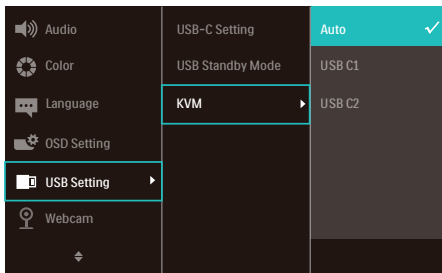 Audio
Color
Language
OSD Setting
USB Setting
Webcam
USB-C Setting
USB Standby Mode
KVM
Auto
USB C1
USB C2